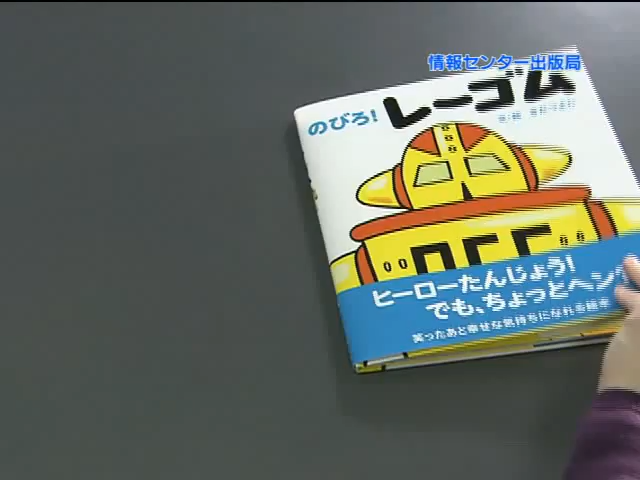 情報センター出版局
のびろ！
レーゴム
ヒーローたんじょう！
でも、ちょっとヘン
笑ったあと幸せな気持ちになれる絵本